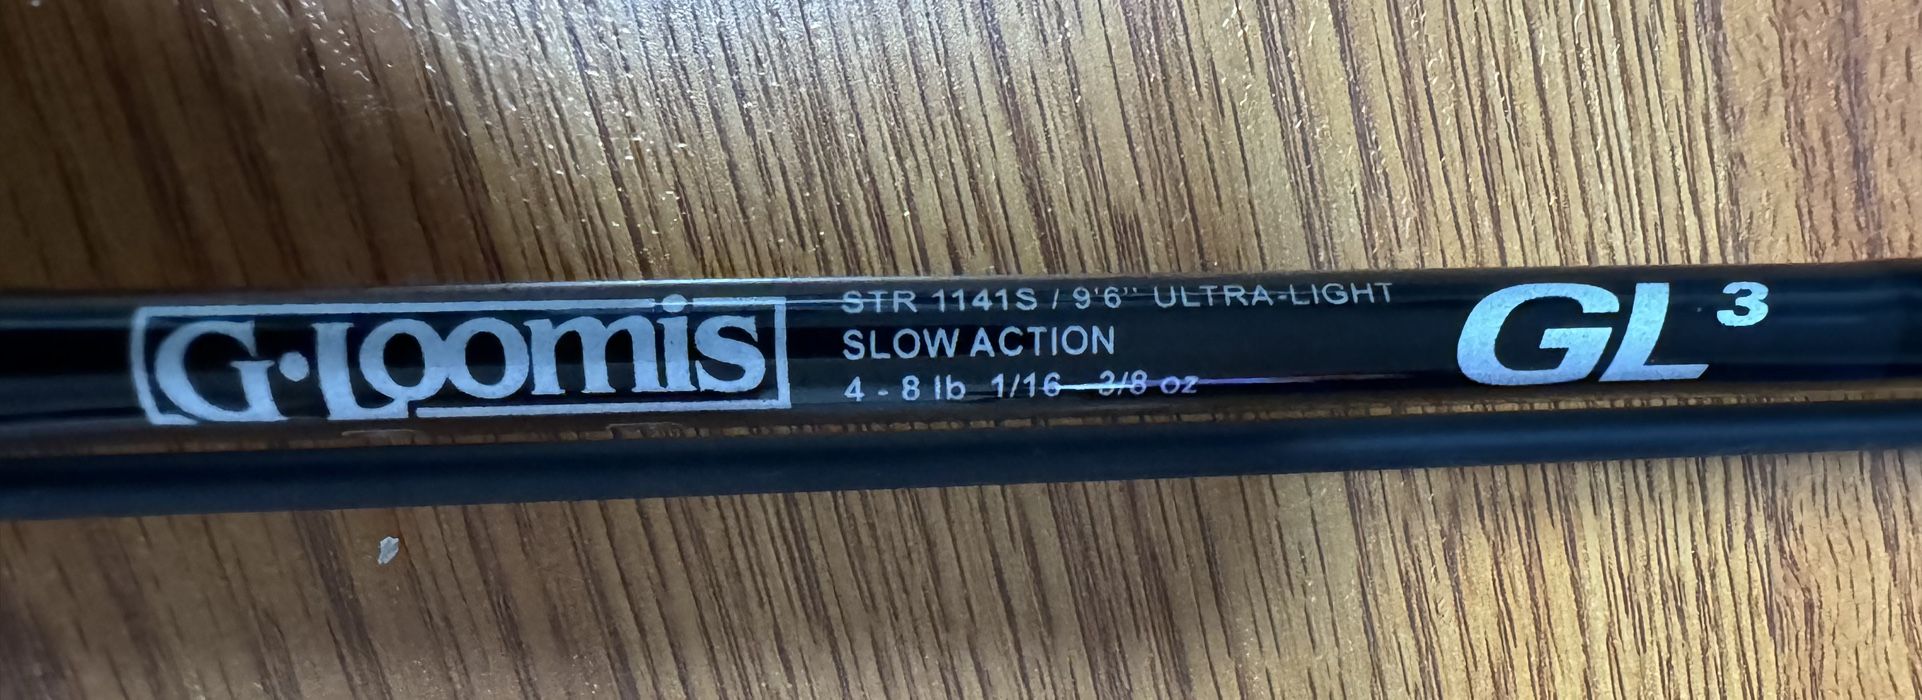 G·Loomis
STR 1141S / 9'6" ULTRA-LIGHT
SLOW ACTION
4 - 8 lb 1/16 - 3/8 oz
GL3